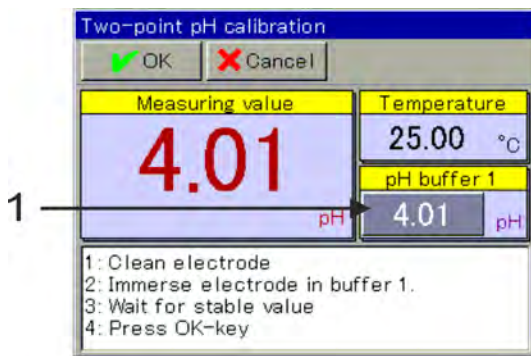 Two-point pH calibration
OK Cancel
Measuring value
Temperature
4.01
pH
25.00 °C
pH buffer 1
1
4.01 pH
1: Clean electrode
2: Immerse electrode in buffer 1.
3: Wait for stable value
4: Press OK-key